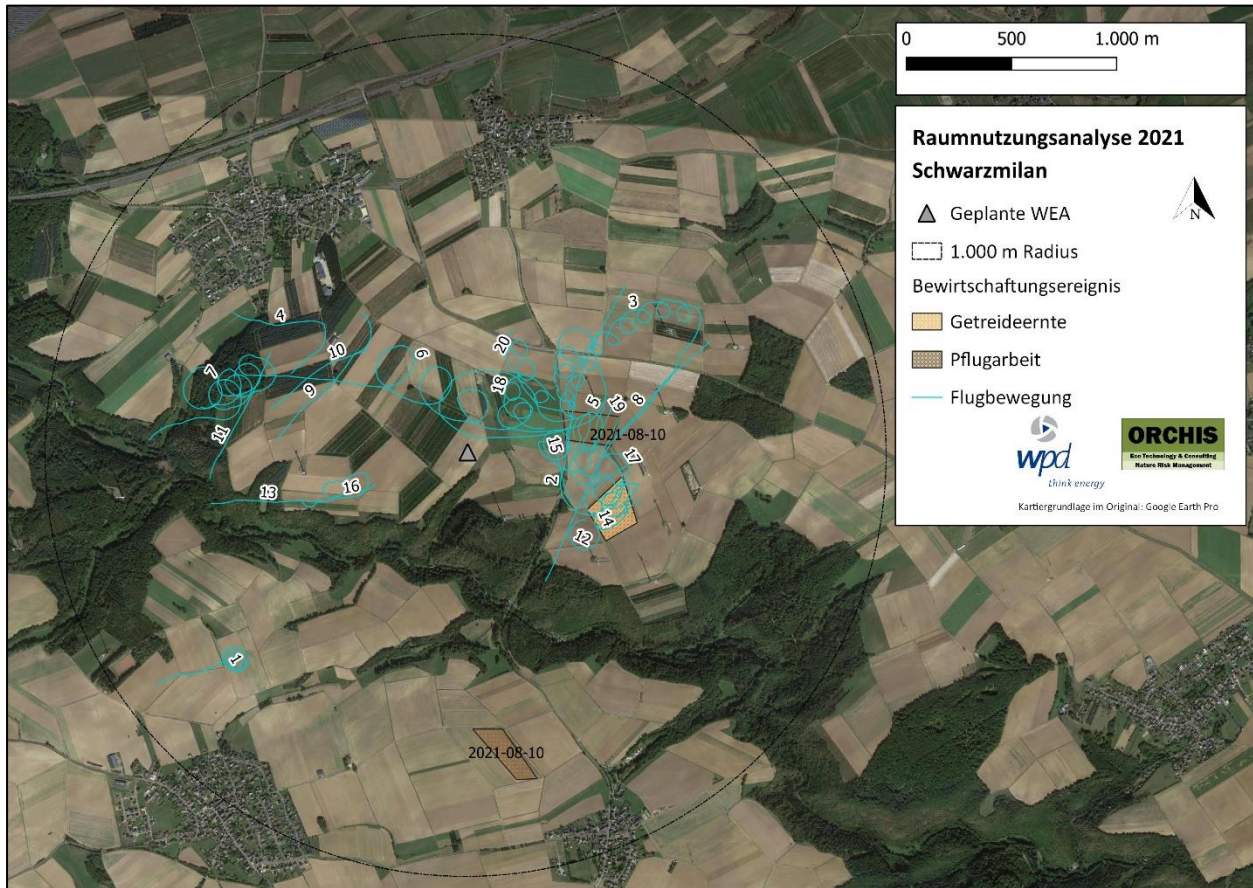 0 500 1.000 m
Raumnutzungsanalyse 2021
Schwarzmilan
N
Geplante WEA
1.000 m Radius
Bewirtschaftungsereignis
Getreideernte
Pflugarbeit
Flugbewegung
wpd
think energy
ORCHIS
Eco Technology & Consulting
Nature Risk Management
Kartiergrundlage im Original: Google Earth Pro
3
4
20
10
6
7
18
9
5
19
8
11
2021-08-10
15
17
2
13
16
14
12
1
2021-08-10